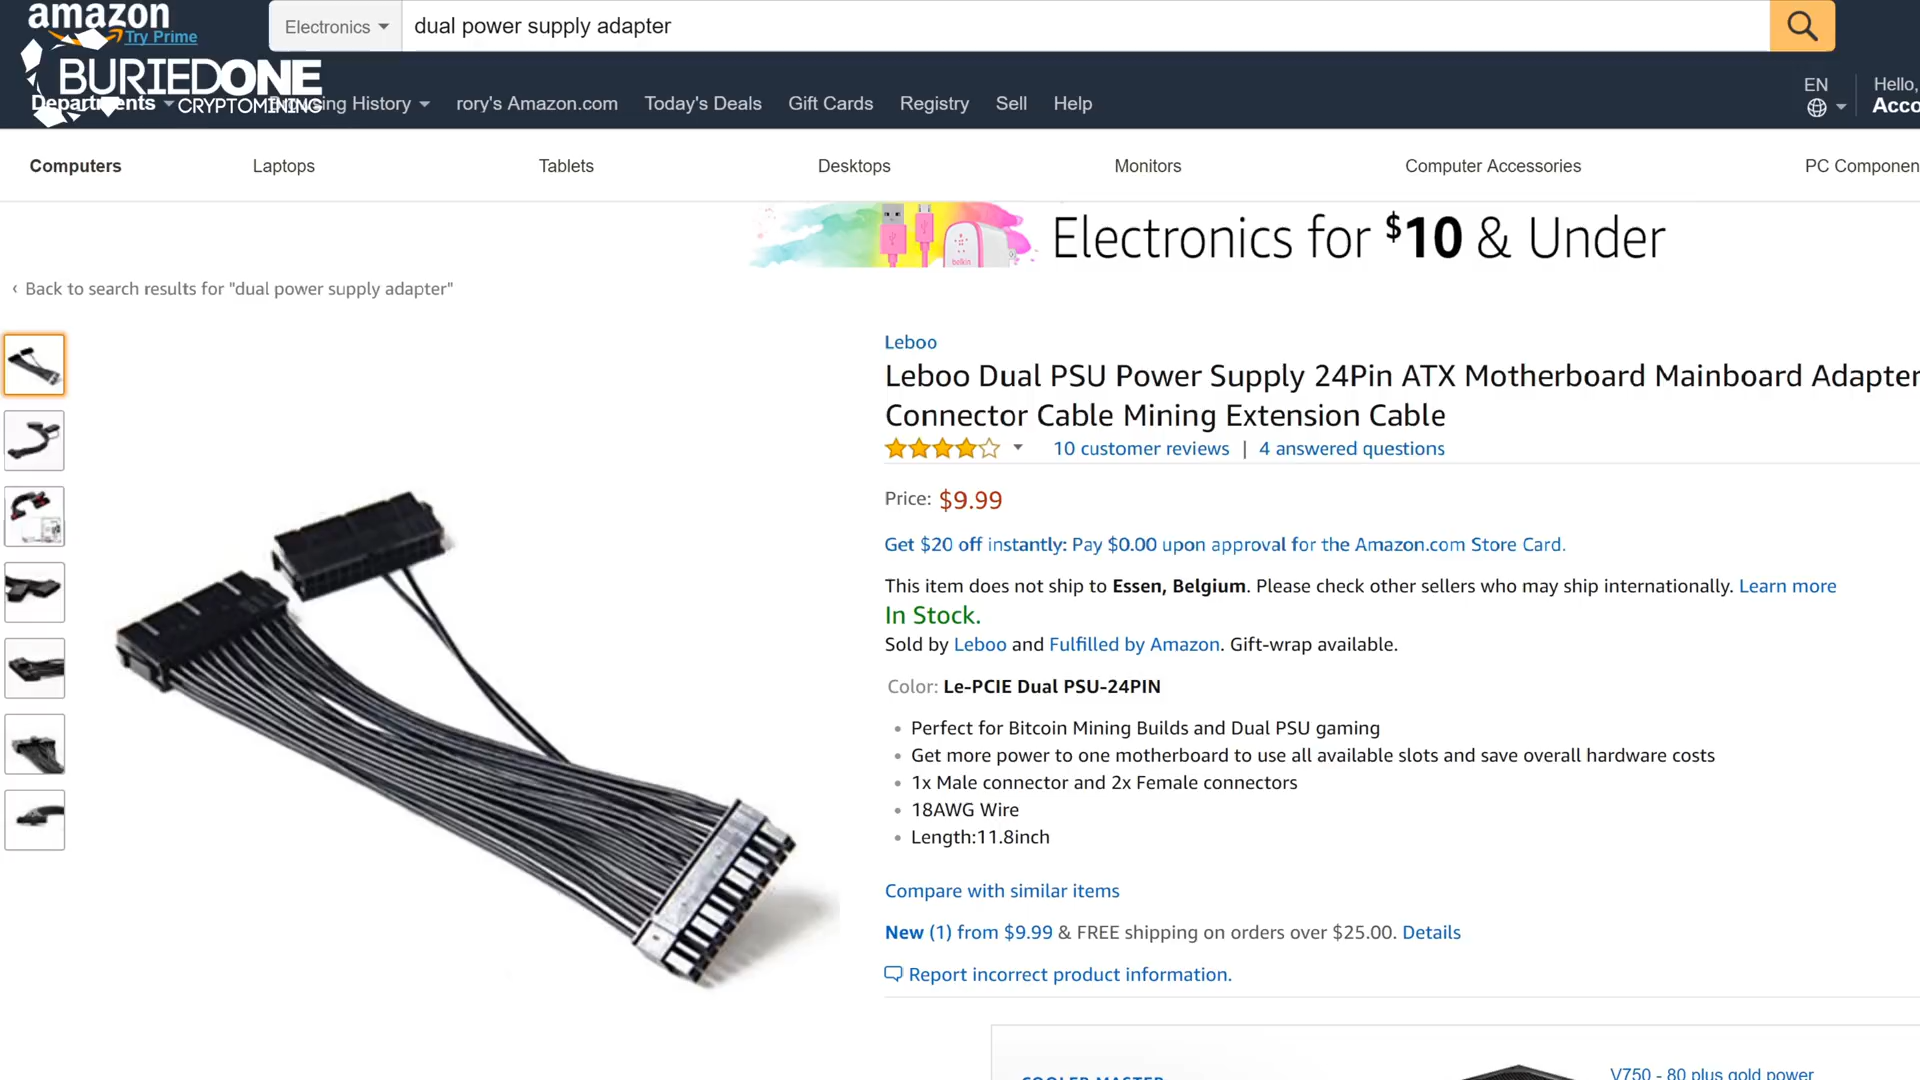 amazon
Try Prime
Electronics
dual power supply adapter
BURIEDONE
CRYPTOMINING
Departments
History
rory's Amazon.com
Today's Deals
Gift Cards
Registry
Sell
Help
EN
Hello,
Acco
Computers
Laptops
Tablets
Desktops
Monitors
Computer Accessories
PC Componen
belkin
Electronics for $10 & Under
‹ Back to search results for "dual power supply adapter"
Leboo
Leboo Dual PSU Power Supply 24Pin ATX Motherboard Mainboard Adapter
Connector Cable Mining Extension Cable
10 customer reviews | 4 answered questions
Price: $9.99
Get $20 off instantly: Pay $0.00 upon approval for the Amazon.com Store Card.
This item does not ship to Essen, Belgium. Please check other sellers who may ship internationally. Learn more
In Stock.
Sold by Leboo and Fulfilled by Amazon. Gift-wrap available.
Color: Le-PCIE Dual PSU-24PIN
• Perfect for Bitcoin Mining Builds and Dual PSU gaming
• Get more power to one motherboard to use all available slots and save overall hardware costs
• 1x Male connector and 2x Female connectors
• 18AWG Wire
• Length:11.8inch
Compare with similar items
New (1) from $9.99 & FREE shipping on orders over $25.00. Details
Report incorrect product information.
COOLER MASTER
V750 - 80 plus gold power